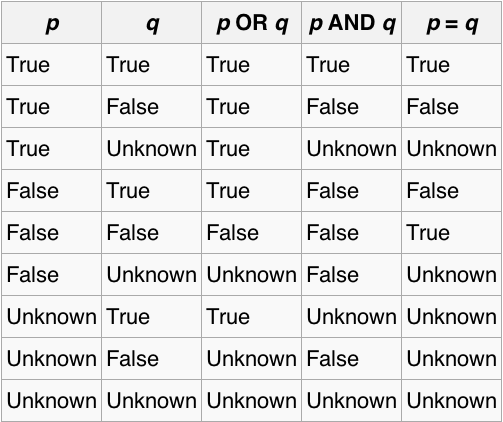 p q p OR q p AND q p = q
True True True True True
True False True False False
True Unknown True Unknown Unknown
False True True False False
False False False False True
False Unknown Unknown False Unknown
Unknown True True Unknown Unknown
Unknown False Unknown False Unknown
Unknown Unknown Unknown Unknown Unknown